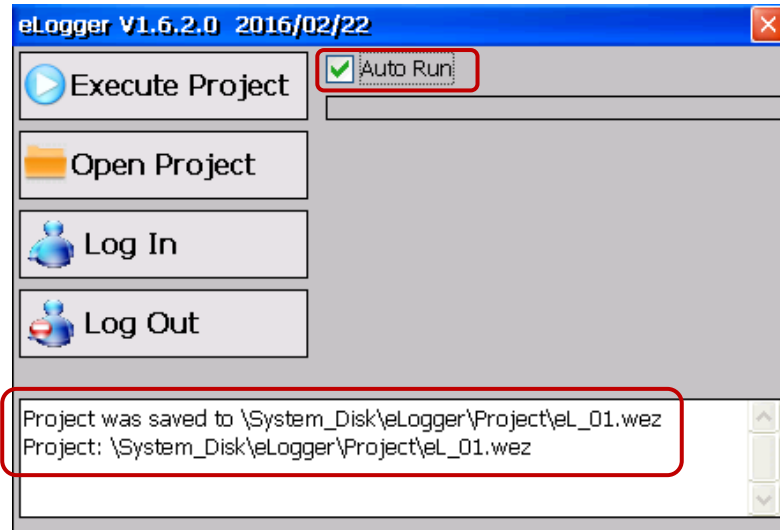 eLogger V1.6.2.0 2016/02/22
Execute Project
Auto Run
Open Project
Log In
Log Out
Project was saved to \System_Disk\eLogger\Project\eL_01.wez
Project: \System_Disk\eLogger\Project\eL_01.wez